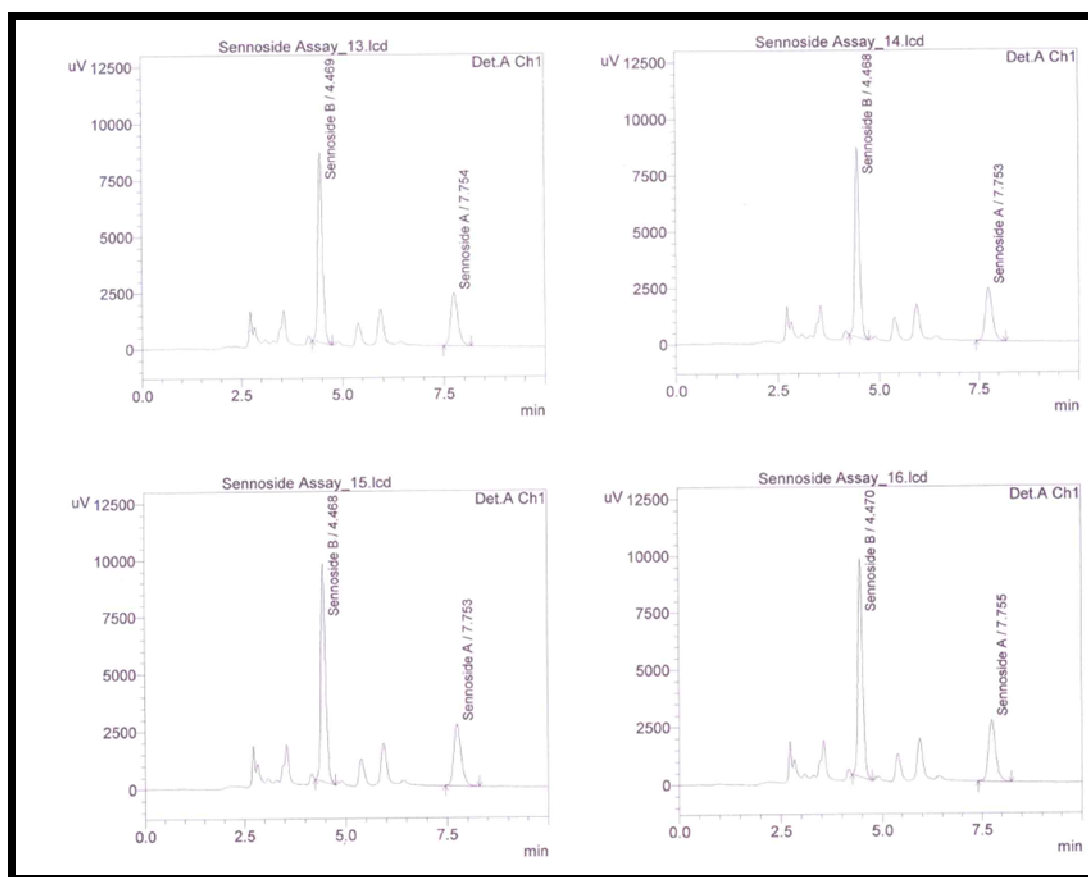 Sennoside Assay_13.lcd
uV
Det.A Ch1
12500
10000
7500
5000
2500
0
Sennoside B / 4.469
Sennoside A / 7.754
0.0 2.5 5.0 7.5
min
Sennoside Assay_14.lcd
uV
Det.A Ch1
12500
10000
7500
5000
2500
0
Sennoside B / 4.468
Sennoside A / 7.753
0.0 2.5 5.0 7.5
min
Sennoside Assay_15.lcd
uV
Det.A Ch1
12500
10000
7500
5000
2500
0
Sennoside B / 4.468
Sennoside A / 7.753
0.0 2.5 5.0 7.5
min
Sennoside Assay_16.lcd
uV
Det.A Ch1
12500
10000
7500
5000
2500
0
Sennoside B / 4.470
Sennoside A / 7.755
0.0 2.5 5.0 7.5
min